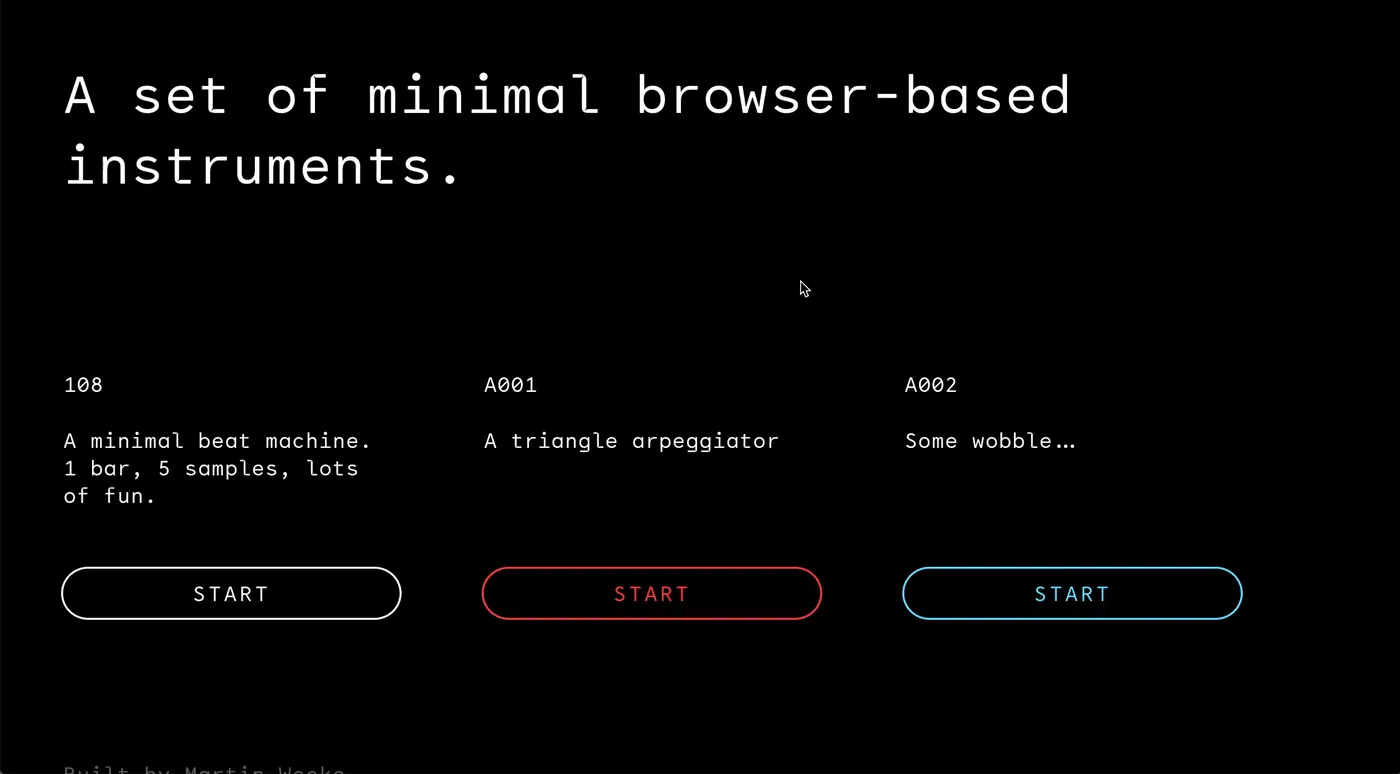 A set of minimal browser-based
instruments.
108
A minimal beat machine.
1 bar, 5 samples, lots
of fun.
START
A001
A triangle arpeggiator
START
A002
Some wobble…
START
Built by Martin Weeks